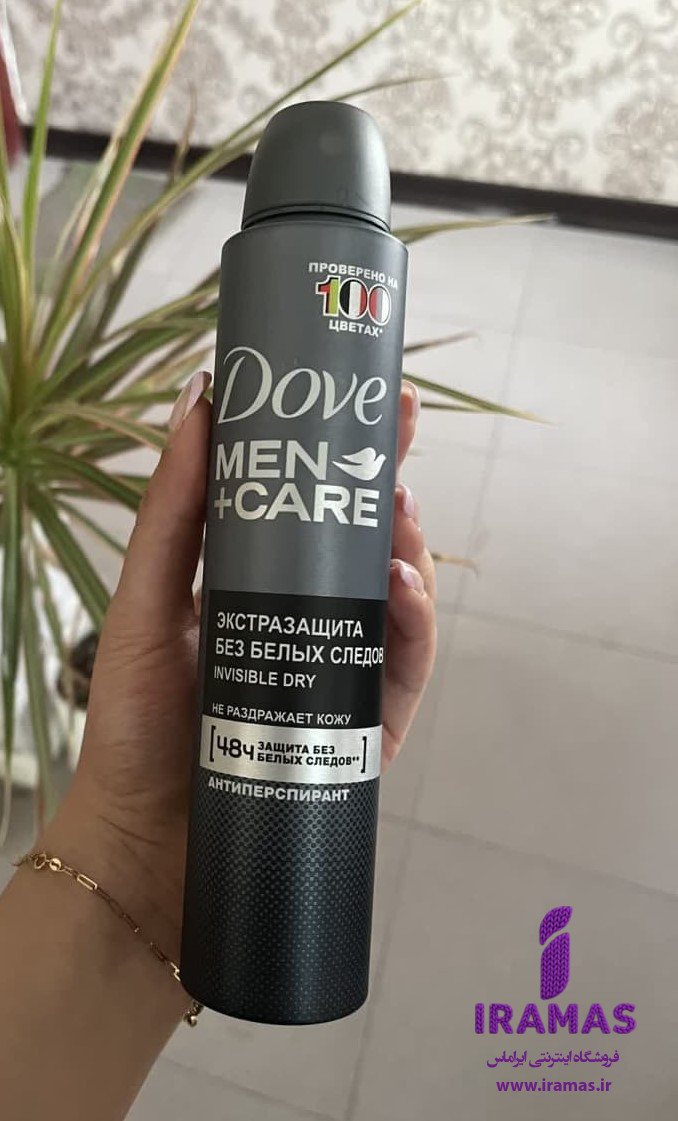 ПРОВЕРЕНО НА
100
ЦВЕТАХ*
Dove
MEN
+CARE
ЭКСТРАЗАЩИТА
БЕЗ БЕЛЫХ СЛЕДОВ
INVISIBLE DRY
НЕ РАЗДРАЖАЕТ КОЖУ
[48ч ЗАЩИТА БЕЗ
БЕЛЫХ СЛЕДОВ**]
АНТИПЕРСПИРАНТ
IRAMAS
فروشگاه اینترنتی ایراماس
www.iramas.ir